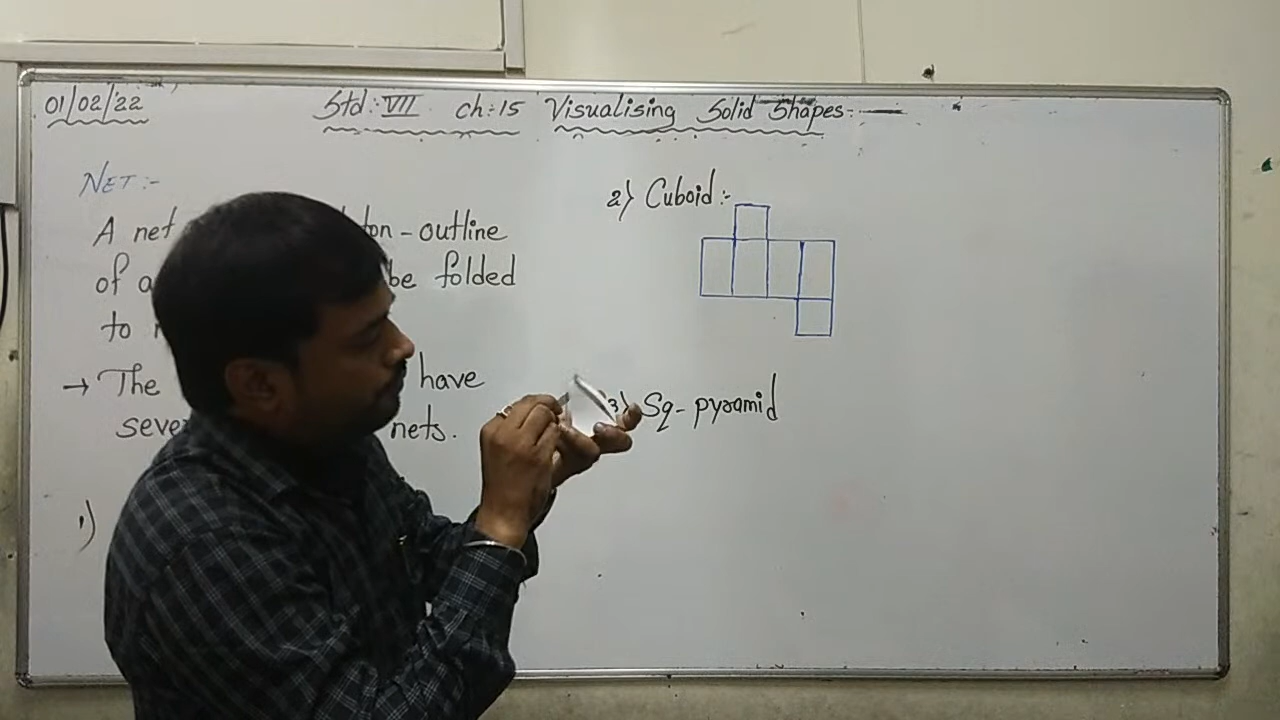 01/02/22
Std: VII ch:15 Visualising Solid Shapes:
NET:-
A net ton-outline
of a be folded
to
→ The have
seve nets.
1)
2) Cuboid:-
3) Sq-pyramid